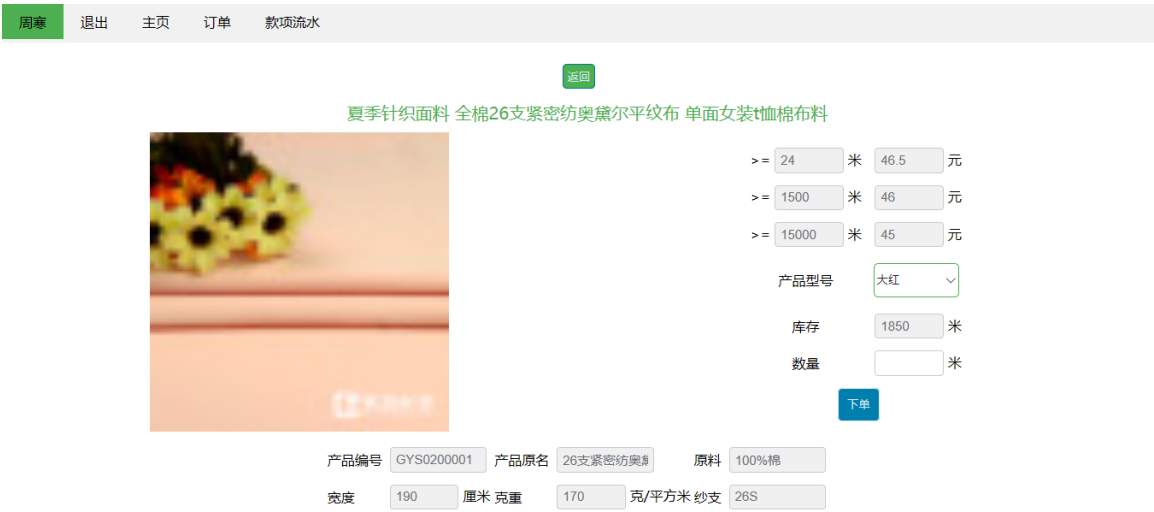 周寒 退出 主页 订单 款项流水
返回
夏季针织面料 全棉26支紧密纺奥黛尔平纹布 单面女装t恤棉布料
>= 24 米 46.5 元
>= 1500 米 46 元
>= 15000 米 45 元
产品型号 大红
库存 1850 米
数量 米
下单
产品编号 GYS0200001 产品原名 26支紧密纺奥 原料 100%棉
宽度 190 厘米 克重 170 克/平方米 纱支 26S